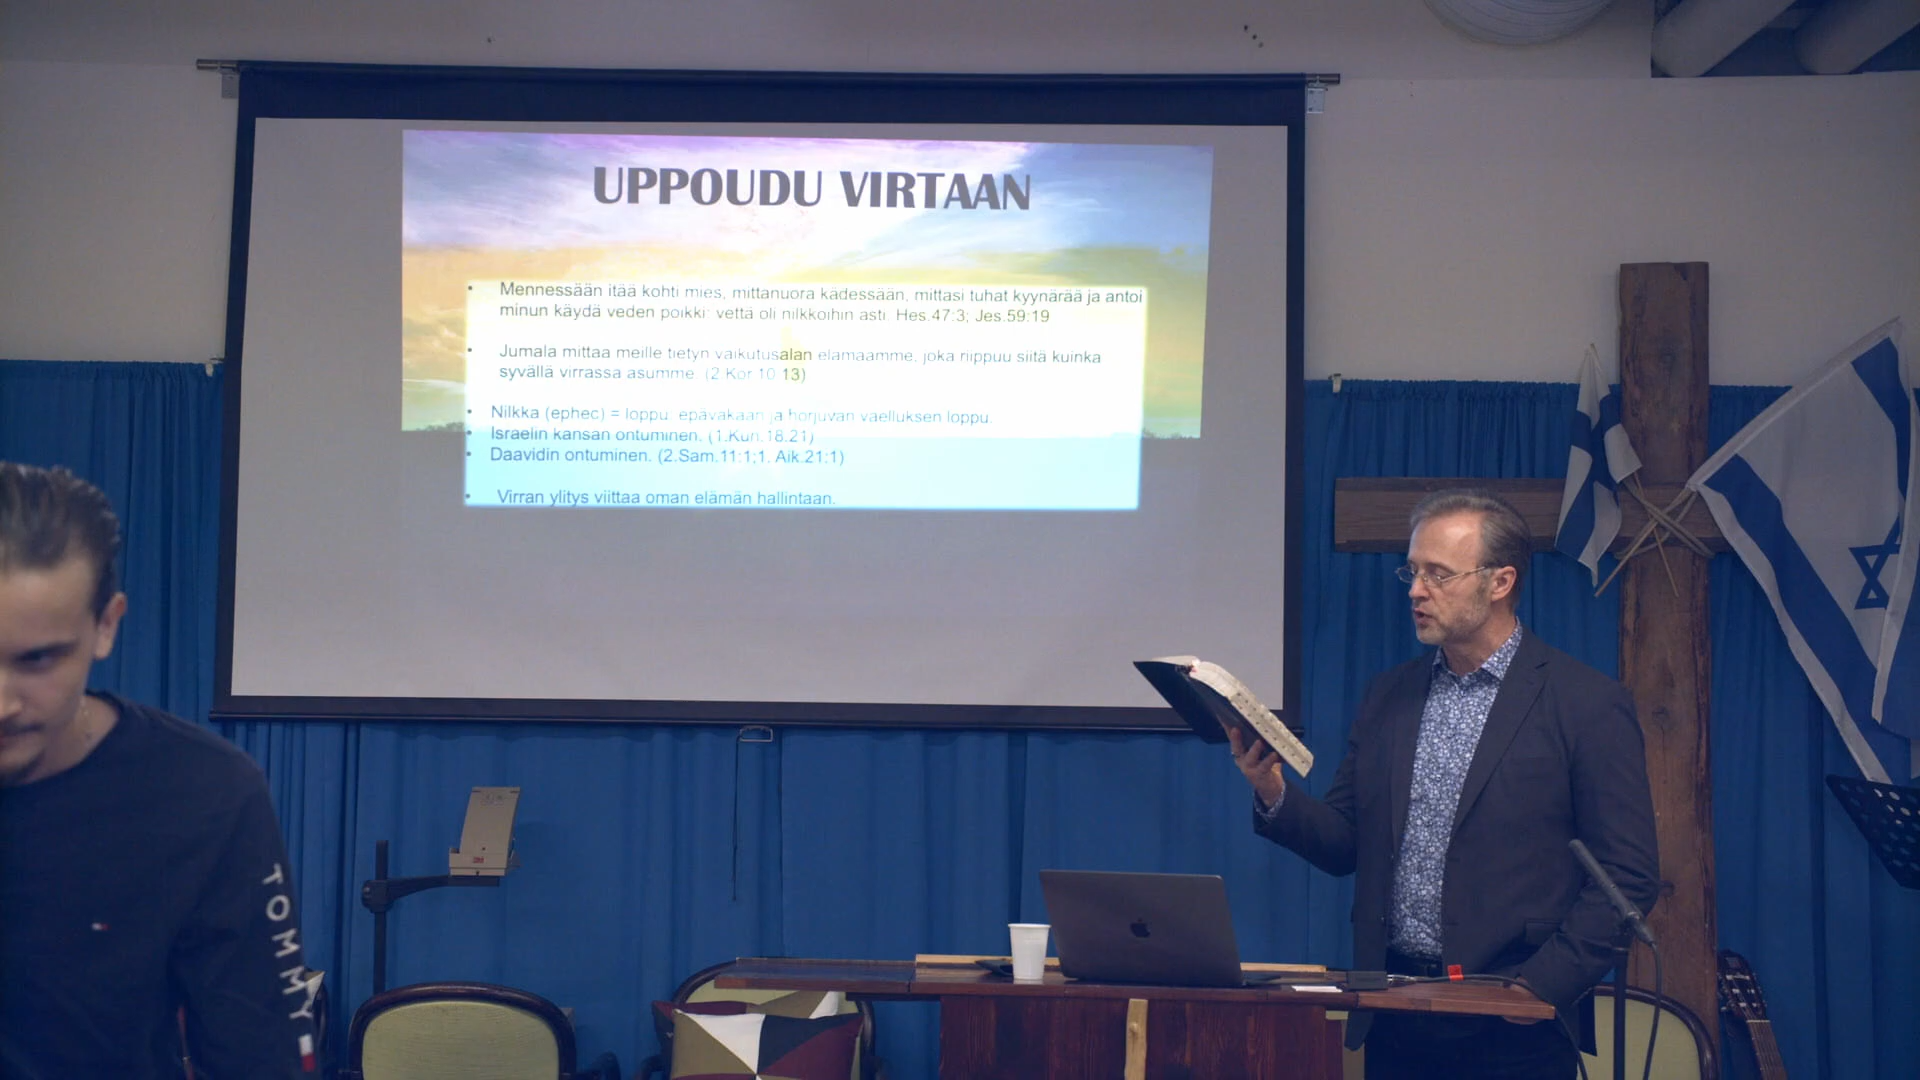 UPPOUDU VIRTAAN
• Mennessään itää kohti mies, mittanuora kädessään, mittasi tuhat kyynärää ja antoi
minun käydä veden poikki: vettä oli nilkkoihin asti. Hes.47:3; Jes.59:19
• Jumala mittaa meille tietyn vaikutusalan elämäämme, joka riippuu siitä kuinka
syvällä virrassa asumme. (2.Kor.10:13)
• Nilkka (ephec) = loppu: epävakaan ja horjuvan vaelluksen loppu.
• Israelin kansan ontuminen. (1.Kun.18.21)
• Daavidin ontuminen. (2.Sam.11:1;1. Aik.21:1)
• Virran ylitys viittaa oman elämän hallintaan.
3M
TOMMY